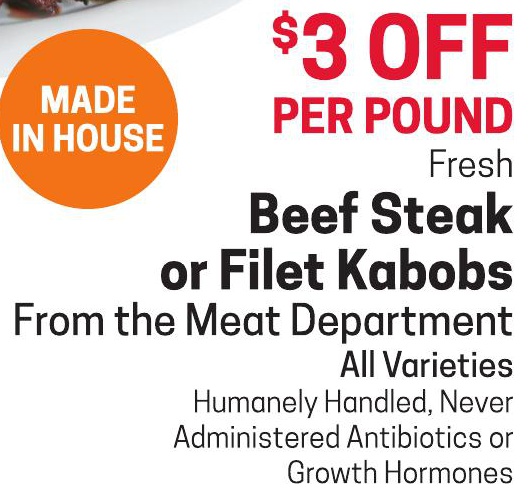 $3 OFF
PER POUND
MADE
IN HOUSE
Fresh
Beef Steak
or Filet Kabobs
From the Meat Department
All Varieties
Humanely Handled, Never
Administered Antibiotics or
Growth Hormones